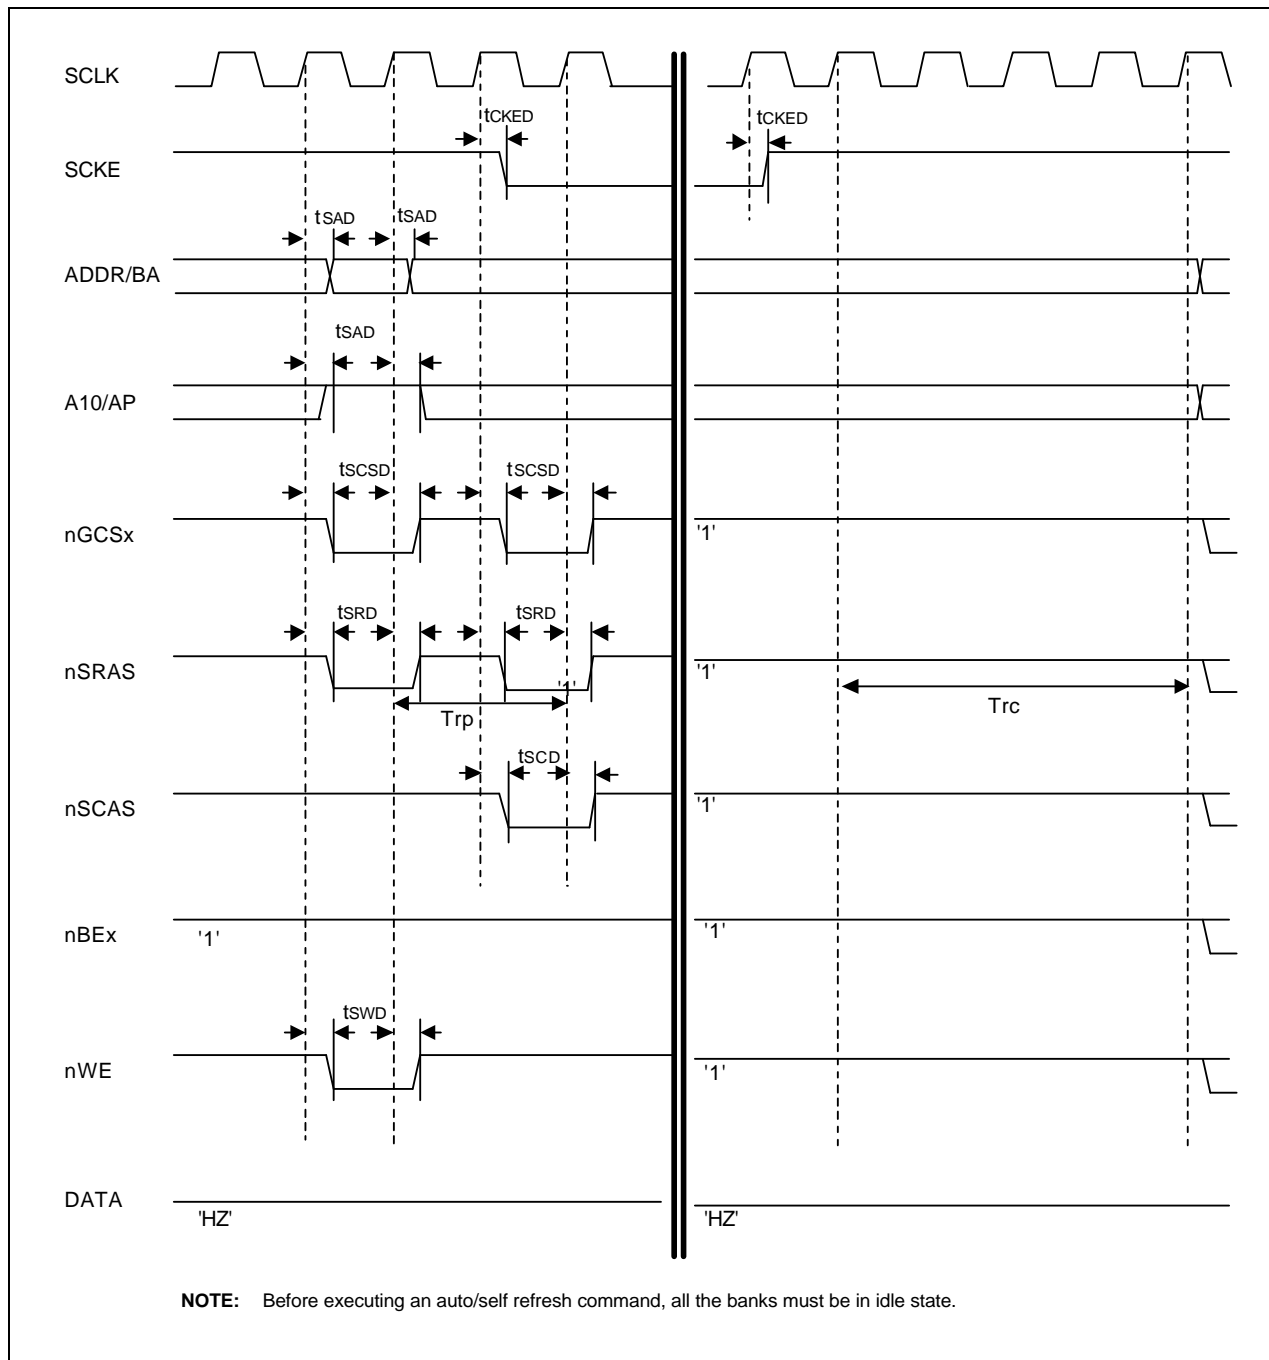 SCLK
tCKED
tCKED
SCKE
tSAD
tSAD
ADDR/BA
tSAD
A10/AP
tSCSD
tSCSD
nGCSx
'1'
tSRD
tSRD
nSRAS
'1'
'1'
Trp
Trc
tSCD
nSCAS
'1'
nBEx
'1'
'1'
tSWD
nWE
'1'
DATA
'HZ'
'HZ'
NOTE: Before executing an auto/self refresh command, all the banks must be in idle state.